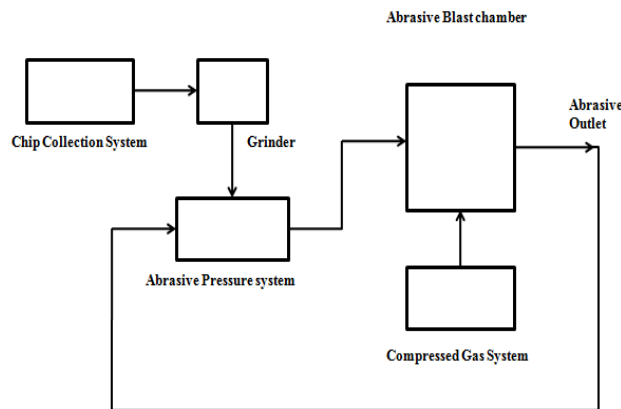 Abrasive Blast chamber
Abrasive
Outlet
Chip Collection System
Grinder
Abrasive Pressure system
Compressed Gas System